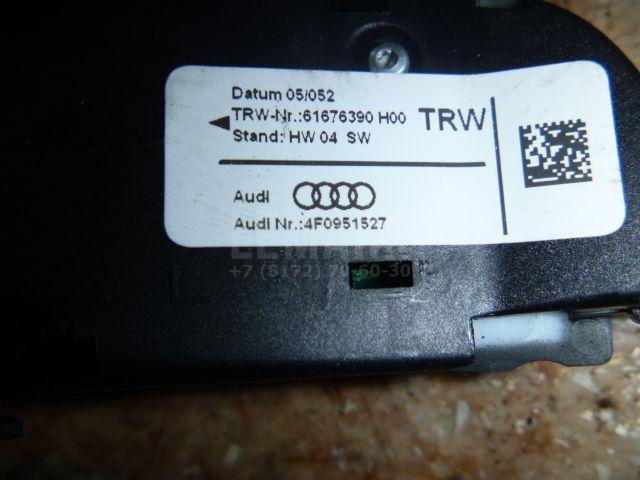 Datum 05/052
TRW-Nr.:61676390 H00
TRW
Stand: HW 04 SW
Audi
Audi Nr.:4F0951527
+7 (8172) 70-60-30